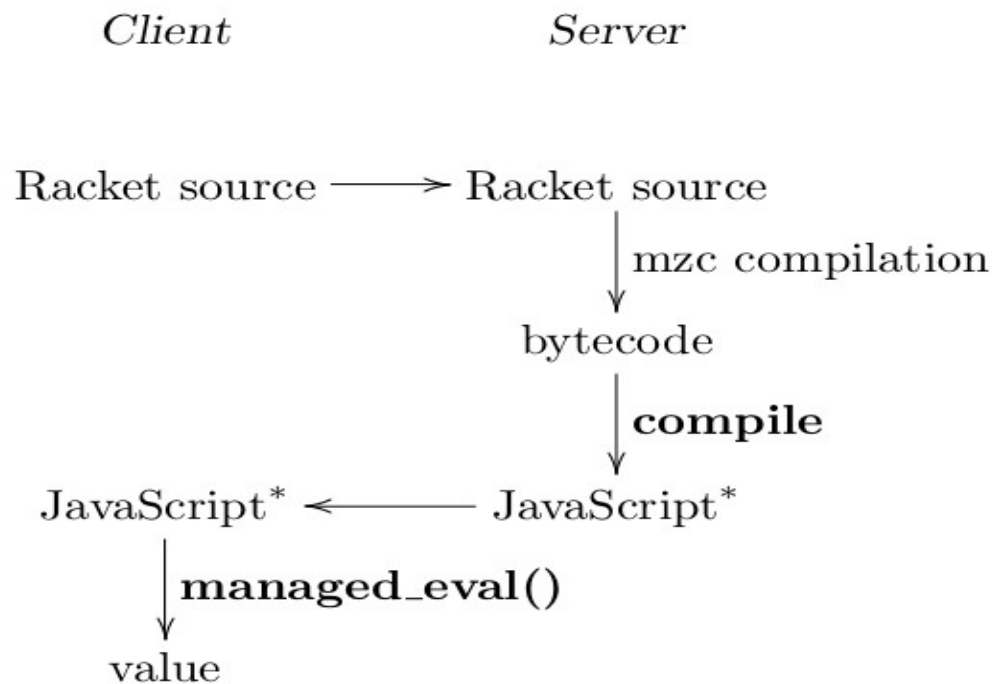 Client Server
Racket source Racket source
mzc compilation
bytecode
compile
JavaScript* JavaScript*
managed_eval()
value